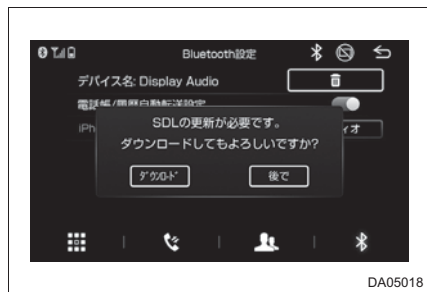 Bluetooth設定
デバイス名: Display Audio
電話帳/履歴自動転送設定
iPh
ィオ
SDLの更新が必要です。
ダウンロードしてもよろしいですか?
ﾀﾞｳﾝﾛｰﾄﾞ
後で
DA05018